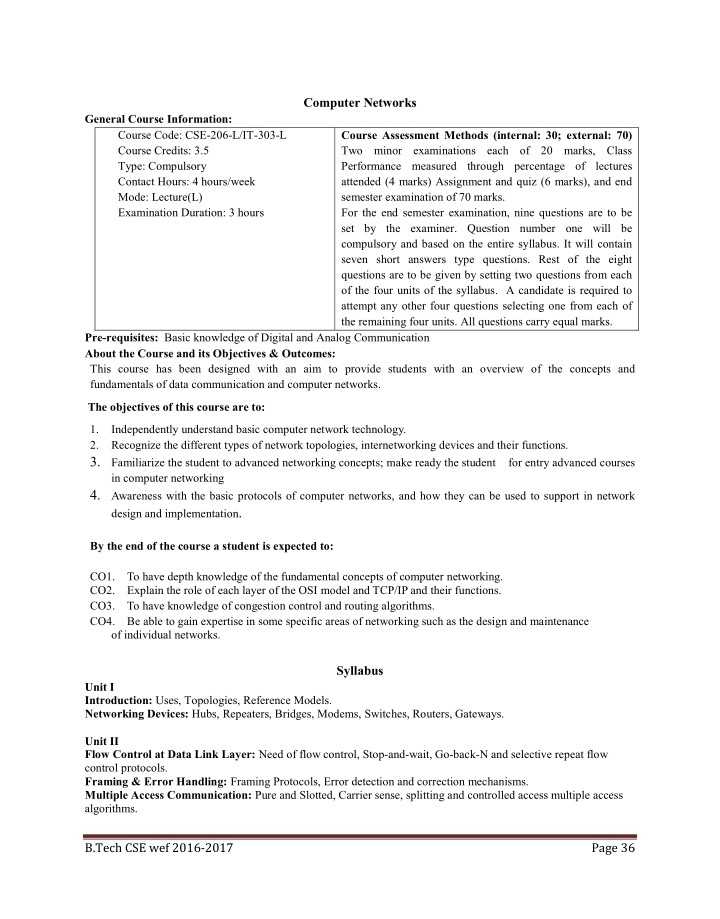 Computer Networks
General Course Information:
Course Code: CSE-206-L/IT-303-L
Course Credits: 3.5
Type: Compulsory
Contact Hours: 4 hours/week
Mode: Lecture(L)
Examination Duration: 3 hours
Course Assessment Methods (internal: 30; external: 70)
Two minor examinations each of 20 marks, Class
Performance measured through percentage of lectures
attended (4 marks) Assignment and quiz (6 marks), and end
semester examination of 70 marks.
For the end semester examination, nine questions are to be
set by the examiner. Question number one will be
compulsory and based on the entire syllabus. It will contain
seven short answers type questions. Rest of the eight
questions are to be given by setting two questions from each
of the four units of the syllabus. A candidate is required to
attempt any other four questions selecting one from each of
the remaining four units. All questions carry equal marks.
Pre-requisites: Basic knowledge of Digital and Analog Communication
About the Course and its Objectives & Outcomes:
This course has been designed with an aim to provide students with an overview of the concepts and
fundamentals of data communication and computer networks.
The objectives of this course are to:
1. Independently understand basic computer network technology.
2. Recognize the different types of network topologies, internetworking devices and their functions.
3. Familiarize the student to advanced networking concepts; make ready the student for entry advanced courses
in computer networking
4. Awareness with the basic protocols of computer networks, and how they can be used to support in network
design and implementation.
By the end of the course a student is expected to:
CO1. To have depth knowledge of the fundamental concepts of computer networking.
CO2. Explain the role of each layer of the OSI model and TCP/IP and their functions.
CO3. To have knowledge of congestion control and routing algorithms.
CO4. Be able to gain expertise in some specific areas of networking such as the design and maintenance
of individual networks.
Syllabus
Unit I
Introduction: Uses, Topologies, Reference Models.
Networking Devices: Hubs, Repeaters, Bridges, Modems, Switches, Routers, Gateways.
Unit II
Flow Control at Data Link Layer: Need of flow control, Stop-and-wait, Go-back-N and selective repeat flow
control protocols.
Framing & Error Handling: Framing Protocols, Error detection and correction mechanisms.
Multiple Access Communication: Pure and Slotted, Carrier sense, splitting and controlled access multiple access
algorithms.
B.Tech CSE wef 2016-2017 Page 36